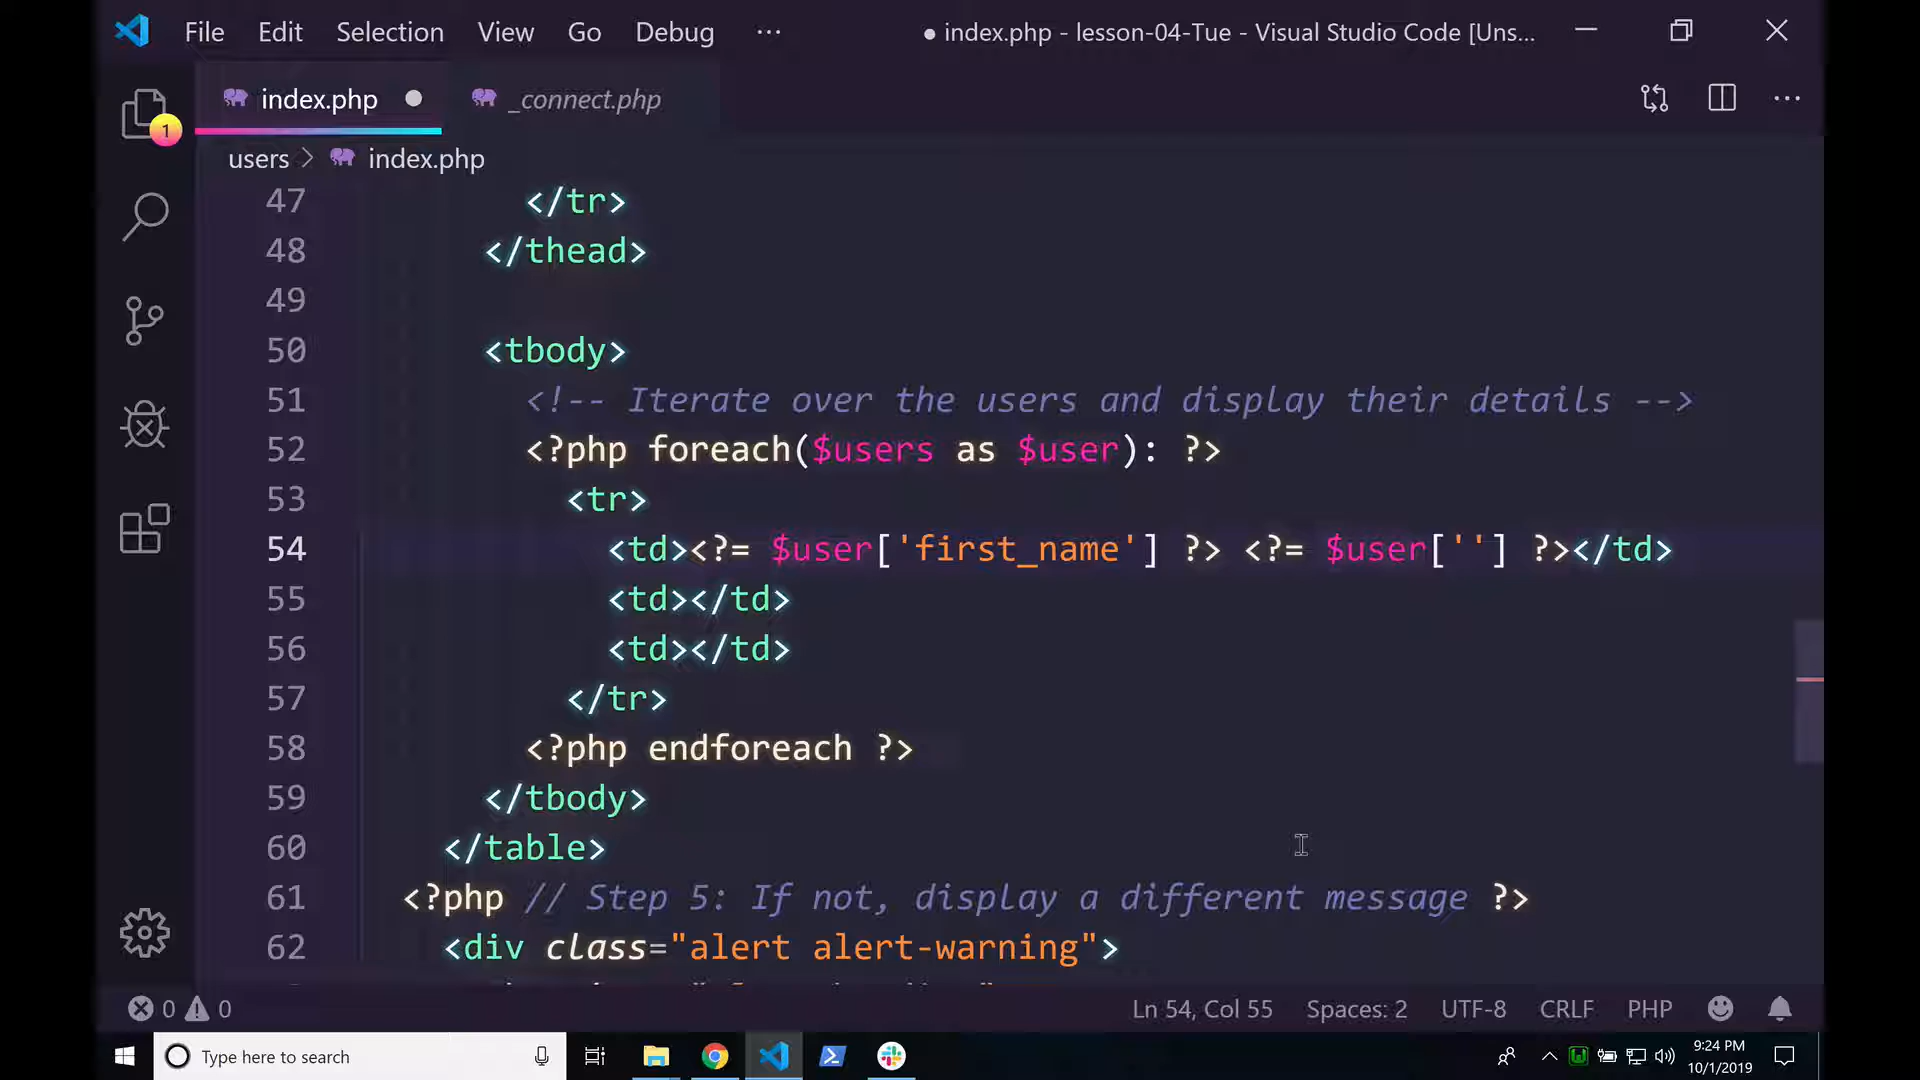 File Edit Selection View Go Debug ··· ● index.php - lesson-04-Tue - Visual Studio Code [Uns...
index.php ● _connect.php
1
users > index.php
47 </tr>
48 </thead>
49
50 <tbody>
51 <!-- Iterate over the users and display their details -->
52 <?php foreach($users as $user): ?>
53 <tr>
54 <td><?= $user['first_name'] ?> <?= $user[''] ?></td>
55 <td></td>
56 <td></td>
57 </tr>
58 <?php endforeach ?>
59 </tbody>
60 </table>
61 <?php // Step 5: If not, display a different message ?>
62 <div class="alert alert-warning">
0 0 Ln 54, Col 55 Spaces: 2 UTF-8 CRLF PHP
Type here to search 9:24 PM
10/1/2019